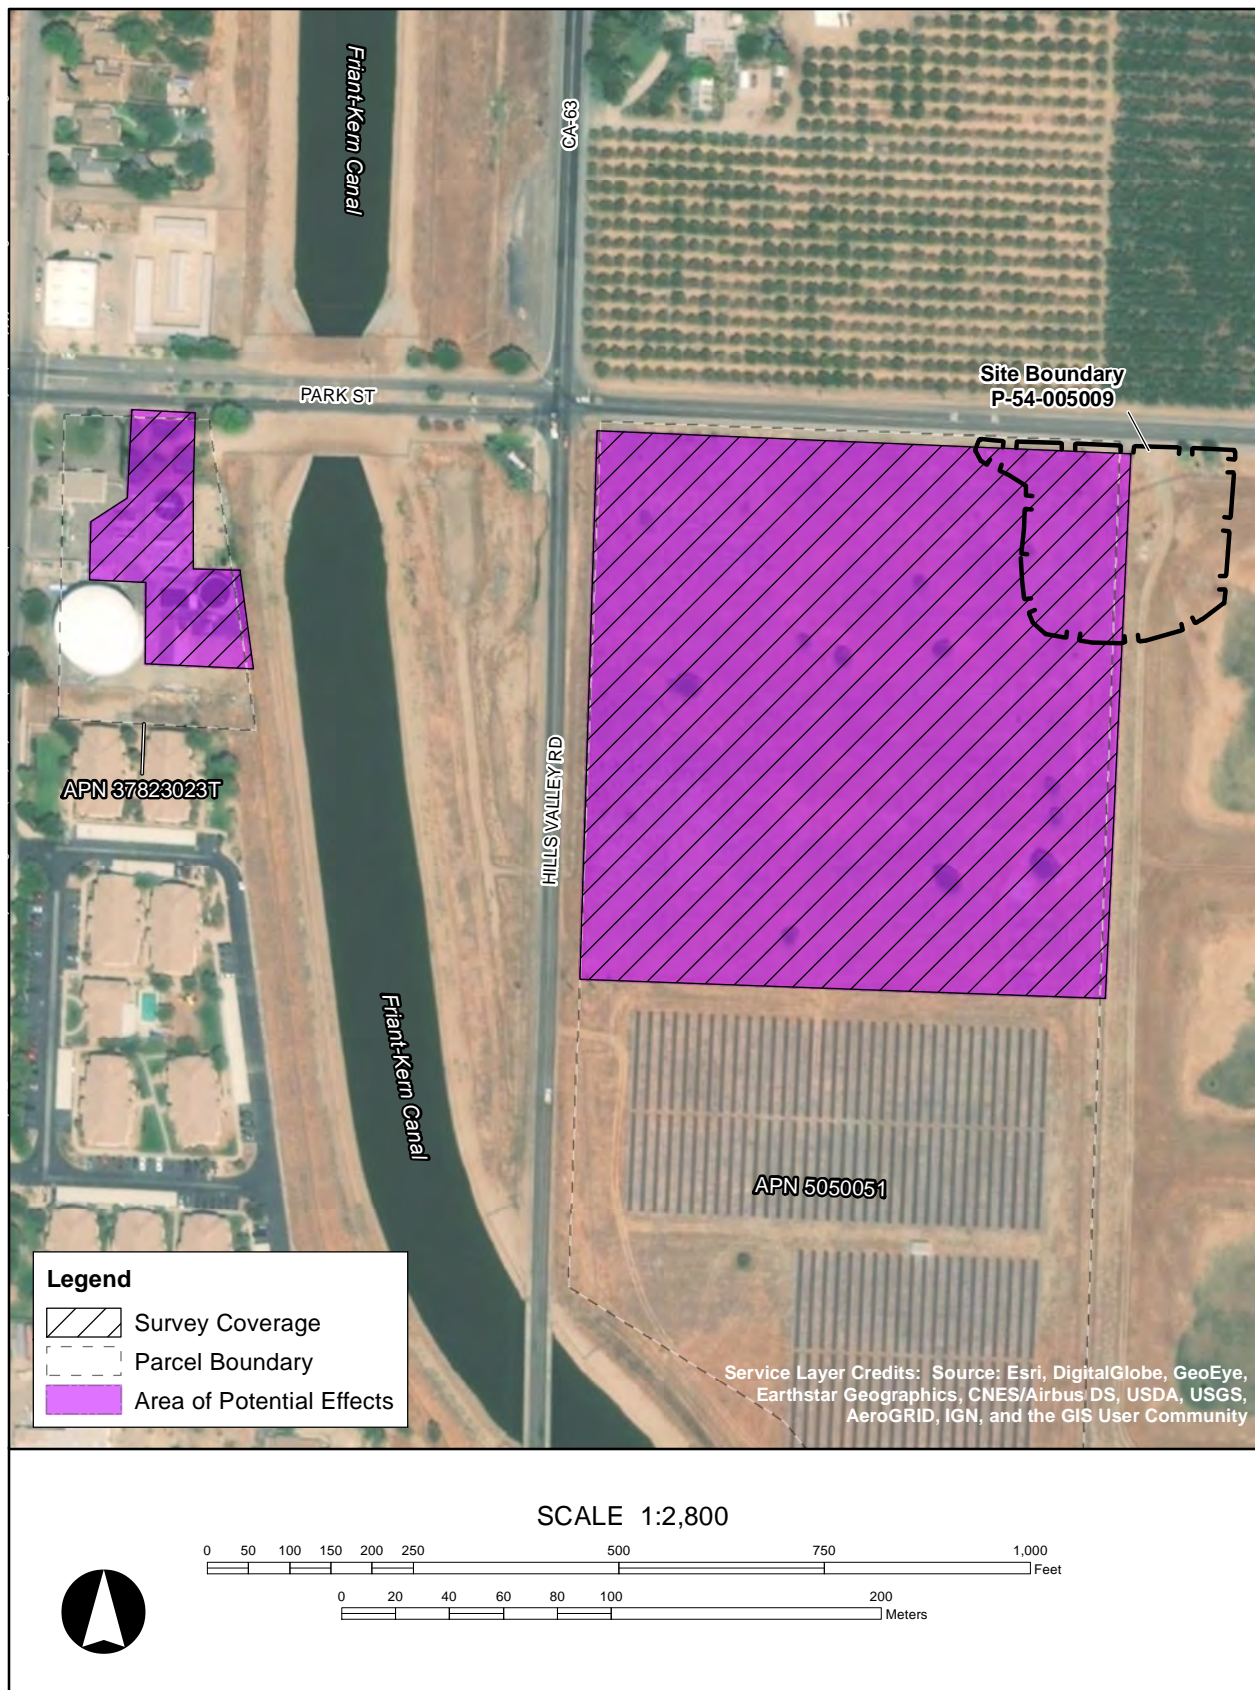 Friant-Kern Canal
CA-63
Site Boundary
P-54-005009
PARK ST
APN 37823023T
HILLS VALLEY RD
Friant-Kern Canal
APN 5050051
Legend
Survey Coverage
Parcel Boundary
Area of Potential Effects
Service Layer Credits: Source: Esri, DigitalGlobe, GeoEye,
Earthstar Geographics, CNES/Airbus DS, USDA, USGS,
AeroGRID, IGN, and the GIS User Community
SCALE 1:2,800
0 50 100 150 200 250 500 750 1,000
Feet
0 20 40 60 80 100 200
Meters